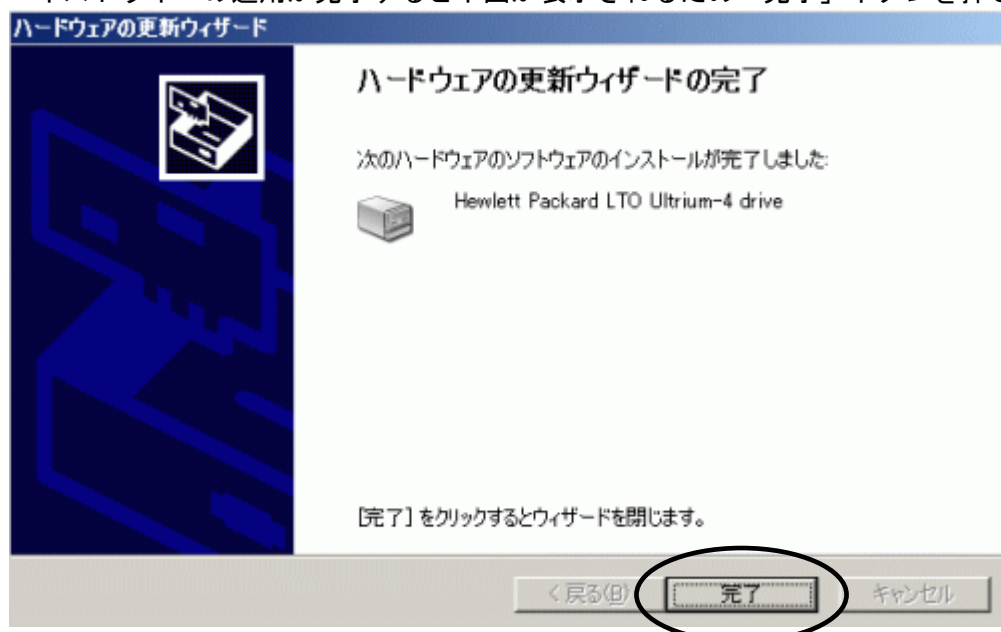 ハードウェアの更新ウィザード
ハードウェアの更新ウィザードの完了
次のハードウェアのソフトウェアのインストールが完了しました:
Hewlett Packard LTO Ultrium-4 drive
[完了] をクリックするとウィザードを閉じます。
< 戻る(B) 完了 キャンセル